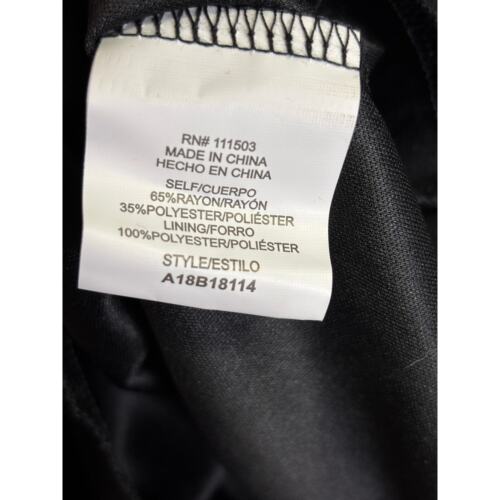 RN# 111503
MADE IN CHINA
HECHO EN CHINA
SELF/CUERPO
65%RAYON/RAYÓN
35%POLYESTER/POLIÉSTER
LINING/FORRO
100%POLYESTER/POLIÉSTER
STYLE/ESTILO
A18B18114